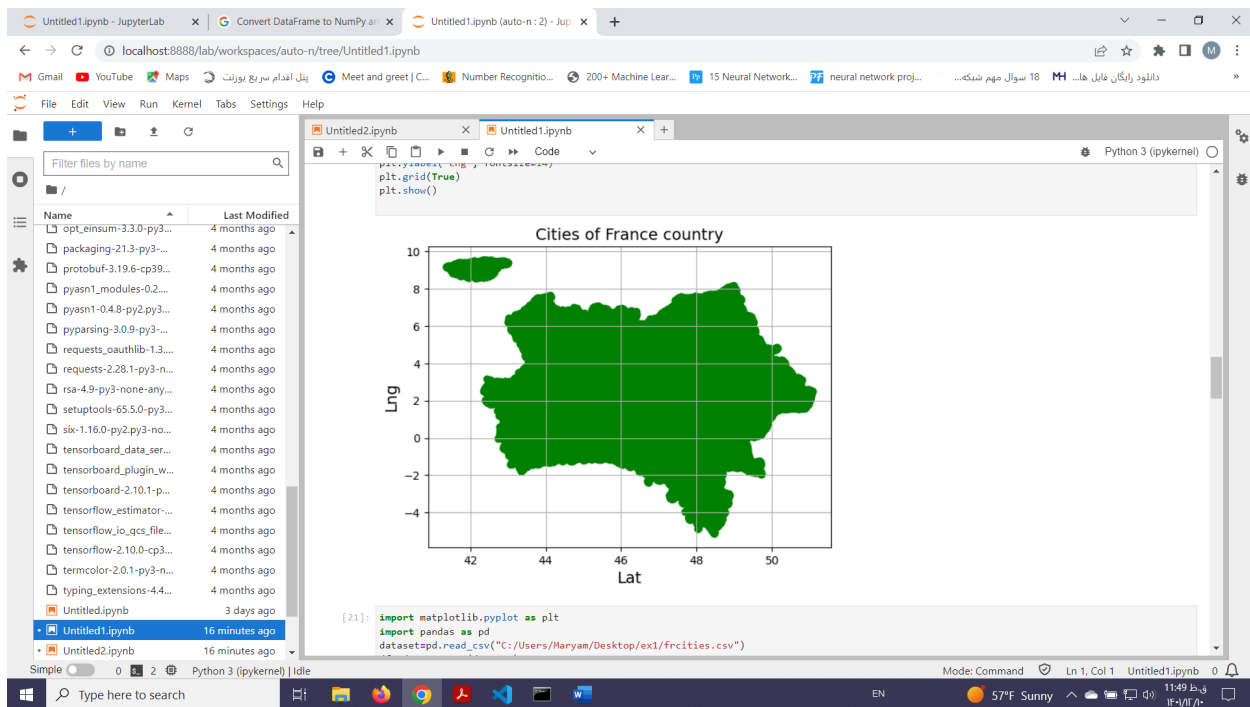 Untitled1.ipynb - JupyterLab
Convert DataFrame to NumPy arr
Untitled1.ipynb (auto-n : 2) - Jup
localhost:8888/lab/workspaces/auto-n/tree/Untitled1.ipynb
M
Gmail
YouTube
Maps
پنل اقدام سریع یوزنت
Meet and greet | C...
Number Recognitio...
200+ Machine Lear...
15 Neural Network...
neural network proj...
18 سوال مهم شبکه...
دانلود رایگان فایل ها...
»
File Edit View Run Kernel Tabs Settings Help
Untitled2.ipynb
Untitled1.ipynb
Code
Python 3 (ipykernel)
Filter files by name
/
Name Last Modified
opt_einsum-3.3.0-py3... 4 months ago
packaging-21.3-py3-... 4 months ago
protobuf-3.19.6-cp39... 4 months ago
pyasn1_modules-0.2.... 4 months ago
pyasn1-0.4.8-py2.py3... 4 months ago
pyparsing-3.0.9-py3-... 4 months ago
requests_oauthlib-1.3.... 4 months ago
requests-2.28.1-py3-n... 4 months ago
rsa-4.9-py3-none-any... 4 months ago
setuptools-65.5.0-py3... 4 months ago
six-1.16.0-py2.py3-no... 4 months ago
tensorboard_data_ser... 4 months ago
tensorboard_plugin_w... 4 months ago
tensorboard-2.10.1-p... 4 months ago
tensorflow_estimator-... 4 months ago
tensorflow_io_gcs_file... 4 months ago
tensorflow-2.10.0-cp3... 4 months ago
termcolor-2.0.1-py3-n... 4 months ago
typing_extensions-4.4... 4 months ago
Untitled.ipynb 3 days ago
Untitled1.ipynb 16 minutes ago
Untitled2.ipynb 16 minutes ago
plt.ylabel("Lng", fontsize=14)
plt.grid(True)
plt.show()
Cities of France country
10
8
6
4
2
0
−2
−4
Lng
42 44 46 48 50
Lat
[21]: import matplotlib.pyplot as plt
import pandas as pd
dataset=pd.read_csv("C:/Users/Maryam/Desktop/ex1/frcities.csv")
Simple 0 2 Python 3 (ipykernel) | Idle
Mode: Command Ln 1, Col 1 Untitled1.ipynb 0
Type here to search
EN
57°F Sunny
11:49 ق.ظ
۱۴۰۱/۱۲/۱۰